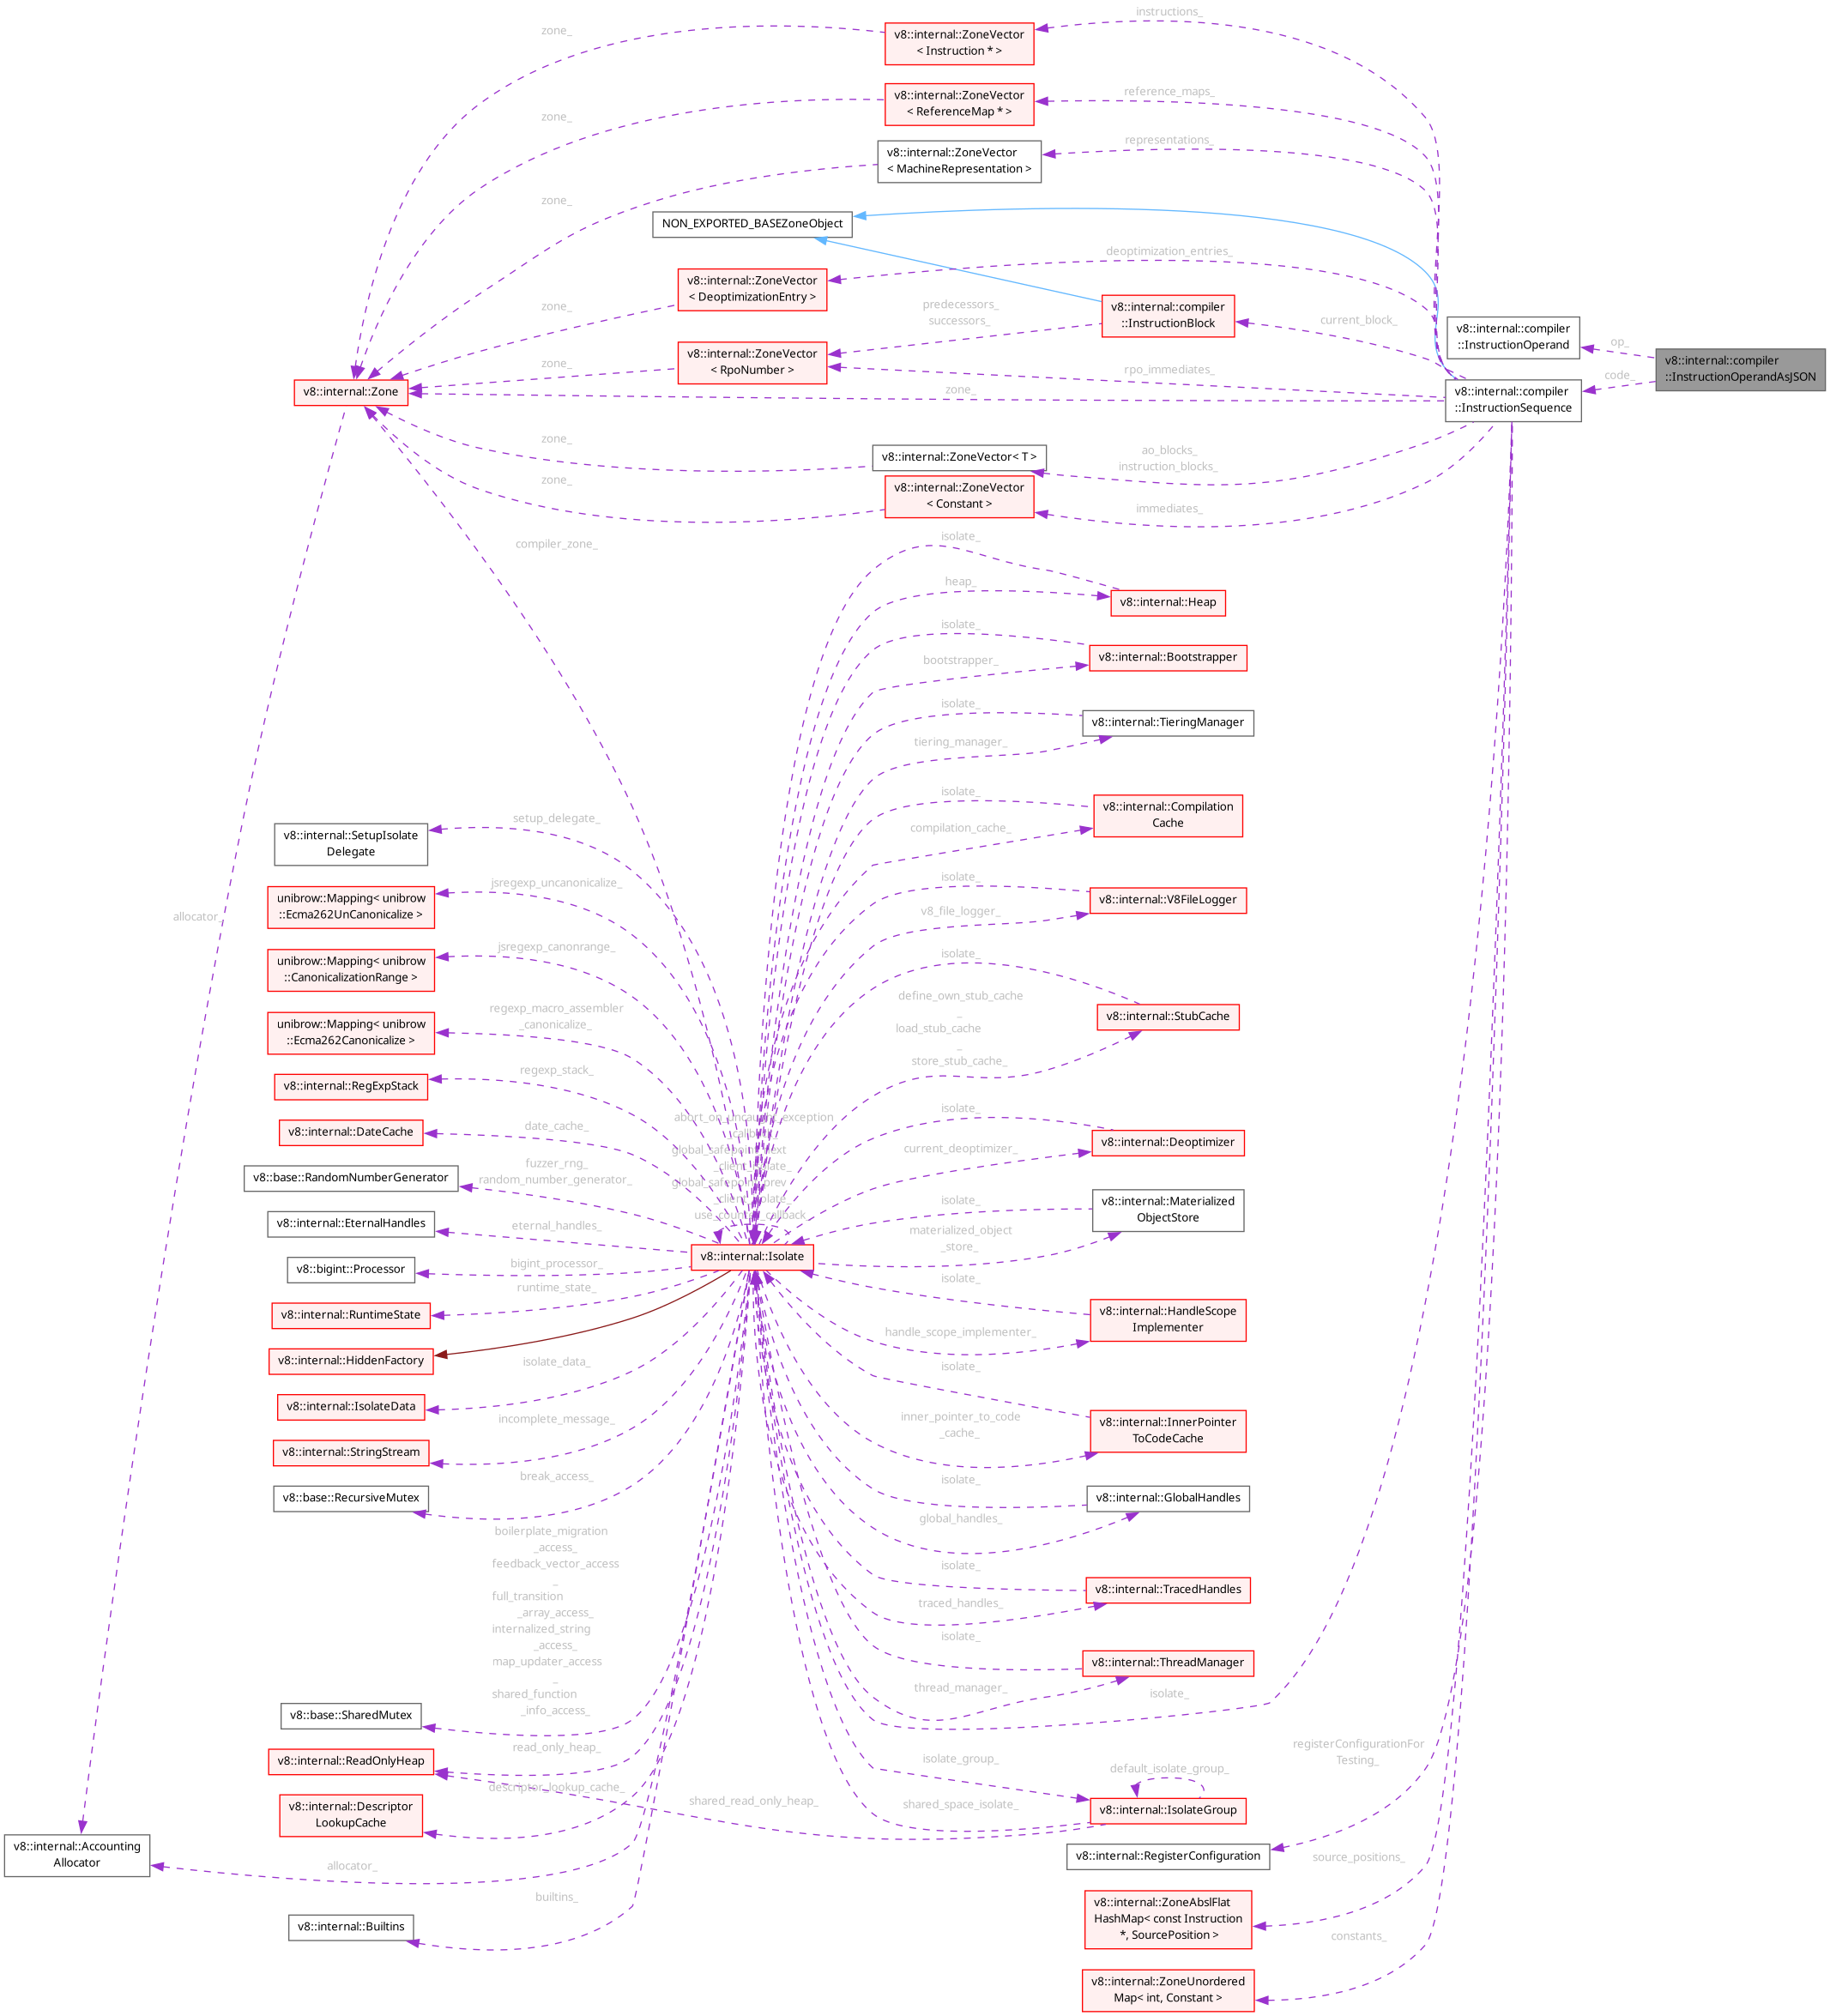 instructions_
v8::internal::ZoneVector
< Instruction * >
zone_
reference_maps_
v8::internal::ZoneVector
< ReferenceMap * >
zone_
representations_
v8::internal::ZoneVector
< MachineRepresentation >
zone_
NON_EXPORTED_BASEZoneObject
deoptimization_entries_
v8::internal::ZoneVector
< DeoptimizationEntry >
zone_
predecessors_
successors_
v8::internal::compiler
::InstructionBlock
current_block_
v8::internal::compiler
::InstructionOperand
op_
v8::internal::compiler
::InstructionOperandAsJSON
code_
v8::internal::ZoneVector
< RpoNumber >
zone_
rpo_immediates_
v8::internal::Zone
zone_
v8::internal::compiler
::InstructionSequence
zone_
v8::internal::ZoneVector< T >
ao_blocks_
instruction_blocks_
zone_
v8::internal::ZoneVector
< Constant >
immediates_
compiler_zone_
isolate_
heap_
v8::internal::Heap
isolate_
bootstrapper_
v8::internal::Bootstrapper
isolate_
v8::internal::TieringManager
tiering_manager_
isolate_
v8::internal::Compilation
Cache
compilation_cache_
setup_delegate_
v8::internal::SetupIsolate
Delegate
isolate_
v8::internal::V8FileLogger
v8_file_logger_
jsregexp_uncanonicalize_
unibrow::Mapping< unibrow
::Ecma262UnCanonicalize >
allocator_
jsregexp_canonrange_
unibrow::Mapping< unibrow
::CanonicalizationRange >
isolate_
define_own_stub_cache
_
load_stub_cache
_
store_stub_cache_
v8::internal::StubCache
regexp_macro_assembler
_canonicalize_
unibrow::Mapping< unibrow
::Ecma262Canonicalize >
regexp_stack_
v8::internal::RegExpStack
date_cache_
v8::internal::DateCache
abort_on_uncaught_exception
_callback_
global_safepoint_next
_client_isolate_
global_safepoint_prev
_client_isolate_
use_counter_callback_
isolate_
v8::internal::Deoptimizer
current_deoptimizer_
fuzzer_rng_
random_number_generator_
v8::base::RandomNumberGenerator
isolate_
v8::internal::Materialized
ObjectStore
materialized_object
_store_
eternal_handles_
v8::internal::EternalHandles
v8::internal::Isolate
bigint_processor_
v8::bigint::Processor
runtime_state_
v8::internal::RuntimeState
isolate_
v8::internal::HandleScope
Implementer
handle_scope_implementer_
v8::internal::HiddenFactory
isolate_data_
v8::internal::IsolateData
isolate_
v8::internal::InnerPointer
ToCodeCache
inner_pointer_to_code
_cache_
incomplete_message_
v8::internal::StringStream
break_access_
v8::base::RecursiveMutex
isolate_
v8::internal::GlobalHandles
global_handles_
boilerplate_migration
_access_
feedback_vector_access
_
full_transition
_array_access_
internalized_string
_access_
map_updater_access
_
shared_function
_info_access_
v8::base::SharedMutex
isolate_
v8::internal::TracedHandles
traced_handles_
isolate_
v8::internal::ThreadManager
thread_manager_
isolate_
read_only_heap_
v8::internal::ReadOnlyHeap
isolate_group_
default_isolate_group_
v8::internal::IsolateGroup
shared_space_isolate_
shared_read_only_heap_
descriptor_lookup_cache_
v8::internal::Descriptor
LookupCache
registerConfigurationFor
Testing_
v8::internal::RegisterConfiguration
v8::internal::Accounting
Allocator
allocator_
source_positions_
v8::internal::ZoneAbslFlat
HashMap< const Instruction
*, SourcePosition >
builtins_
v8::internal::Builtins
constants_
v8::internal::ZoneUnordered
Map< int, Constant >